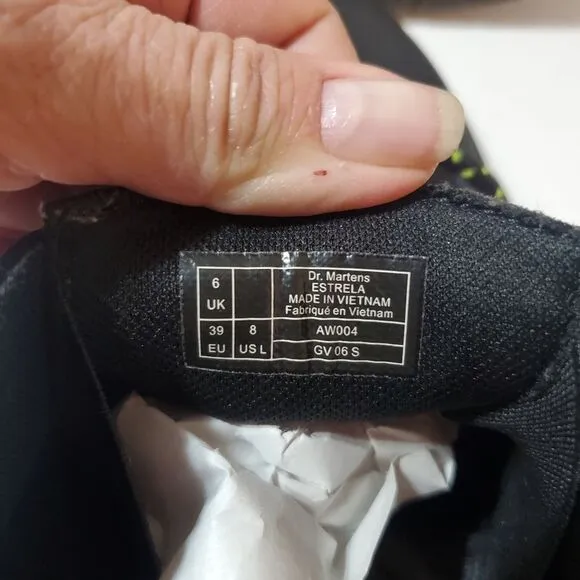 6
UK
39
EU
8
US L
Dr. Martens
ESTRELA
MADE IN VIETNAM
Fabriqué en Vietnam
AW004
GV 06 S